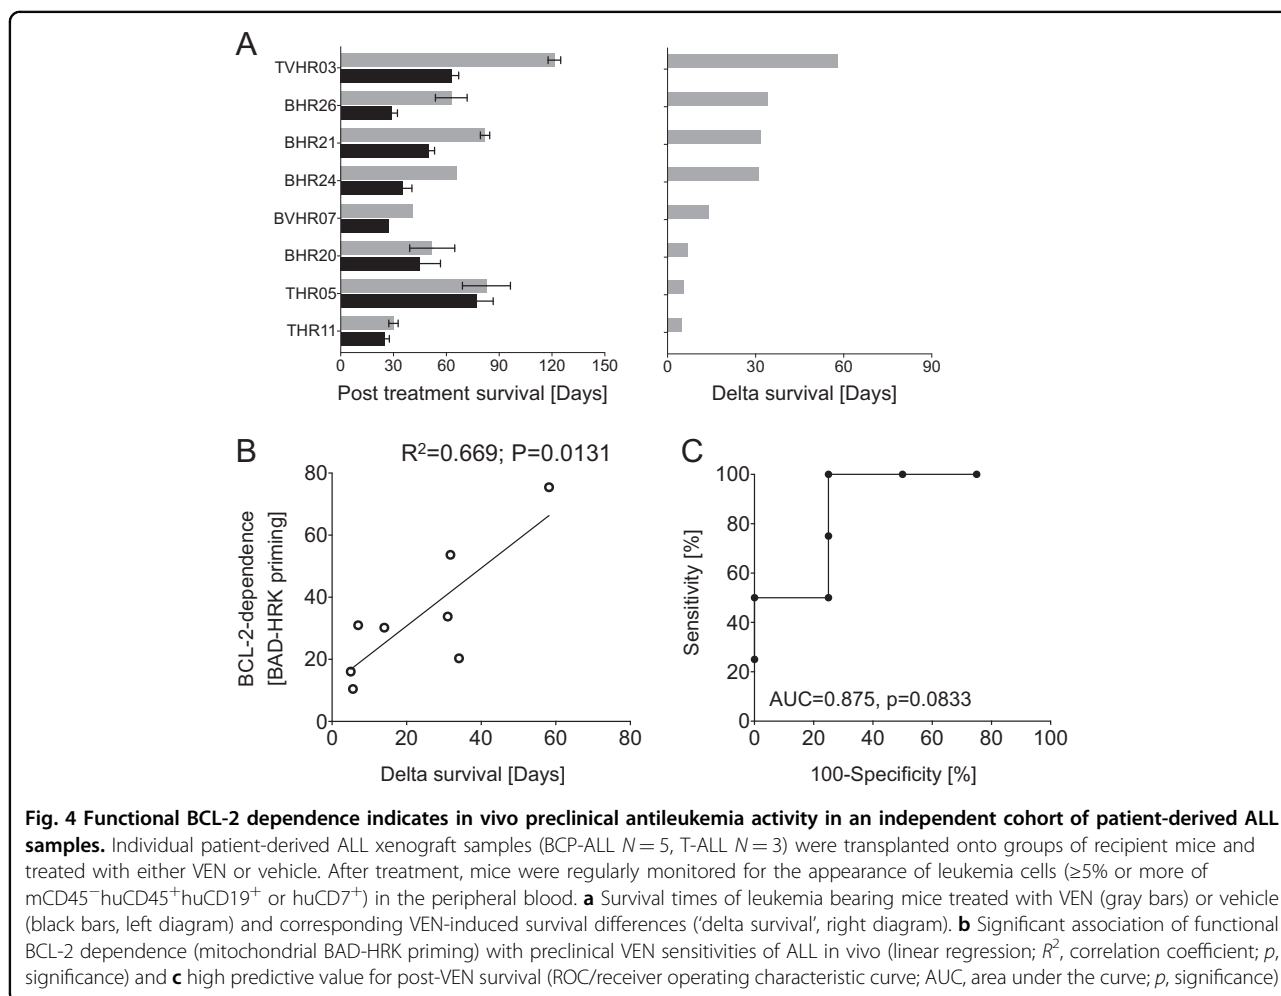 A
TVHR03
BHR26
BHR21
BHR24
BVHR07
BHR20
THR05
THR11
0 30 60 90 120 150
Post treatment survival [Days]
0 30 60 90
Delta survival [Days]
B
R²=0.669; P=0.0131
BCL-2-dependence
[BAD-HRK priming]
80
60
40
20
0
0 20 40 60 80
Delta survival [Days]
C
Sensitivity [%]
100
80
60
40
20
0
AUC=0.875, p=0.0833
0 20 40 60 80 100
100-Specificity [%]
Fig. 4 Functional BCL-2 dependence indicates in vivo preclinical antileukemia activity in an independent cohort of patient-derived ALL
samples. Individual patient-derived ALL xenograft samples (BCP-ALL N = 5, T-ALL N = 3) were transplanted onto groups of recipient mice and
treated with either VEN or vehicle. After treatment, mice were regularly monitored for the appearance of leukemia cells (≥5% or more of
mCD45⁻huCD45⁺huCD19⁺ or huCD7⁺) in the peripheral blood. a Survival times of leukemia bearing mice treated with VEN (gray bars) or vehicle
(black bars, left diagram) and corresponding VEN-induced survival differences (‘delta survival’, right diagram). b Significant association of functional
BCL-2 dependence (mitochondrial BAD-HRK priming) with preclinical VEN sensitivities of ALL in vivo (linear regression; R², correlation coefficient; p,
significance) and c high predictive value for post-VEN survival (ROC/receiver operating characteristic curve; AUC, area under the curve; p, significance)